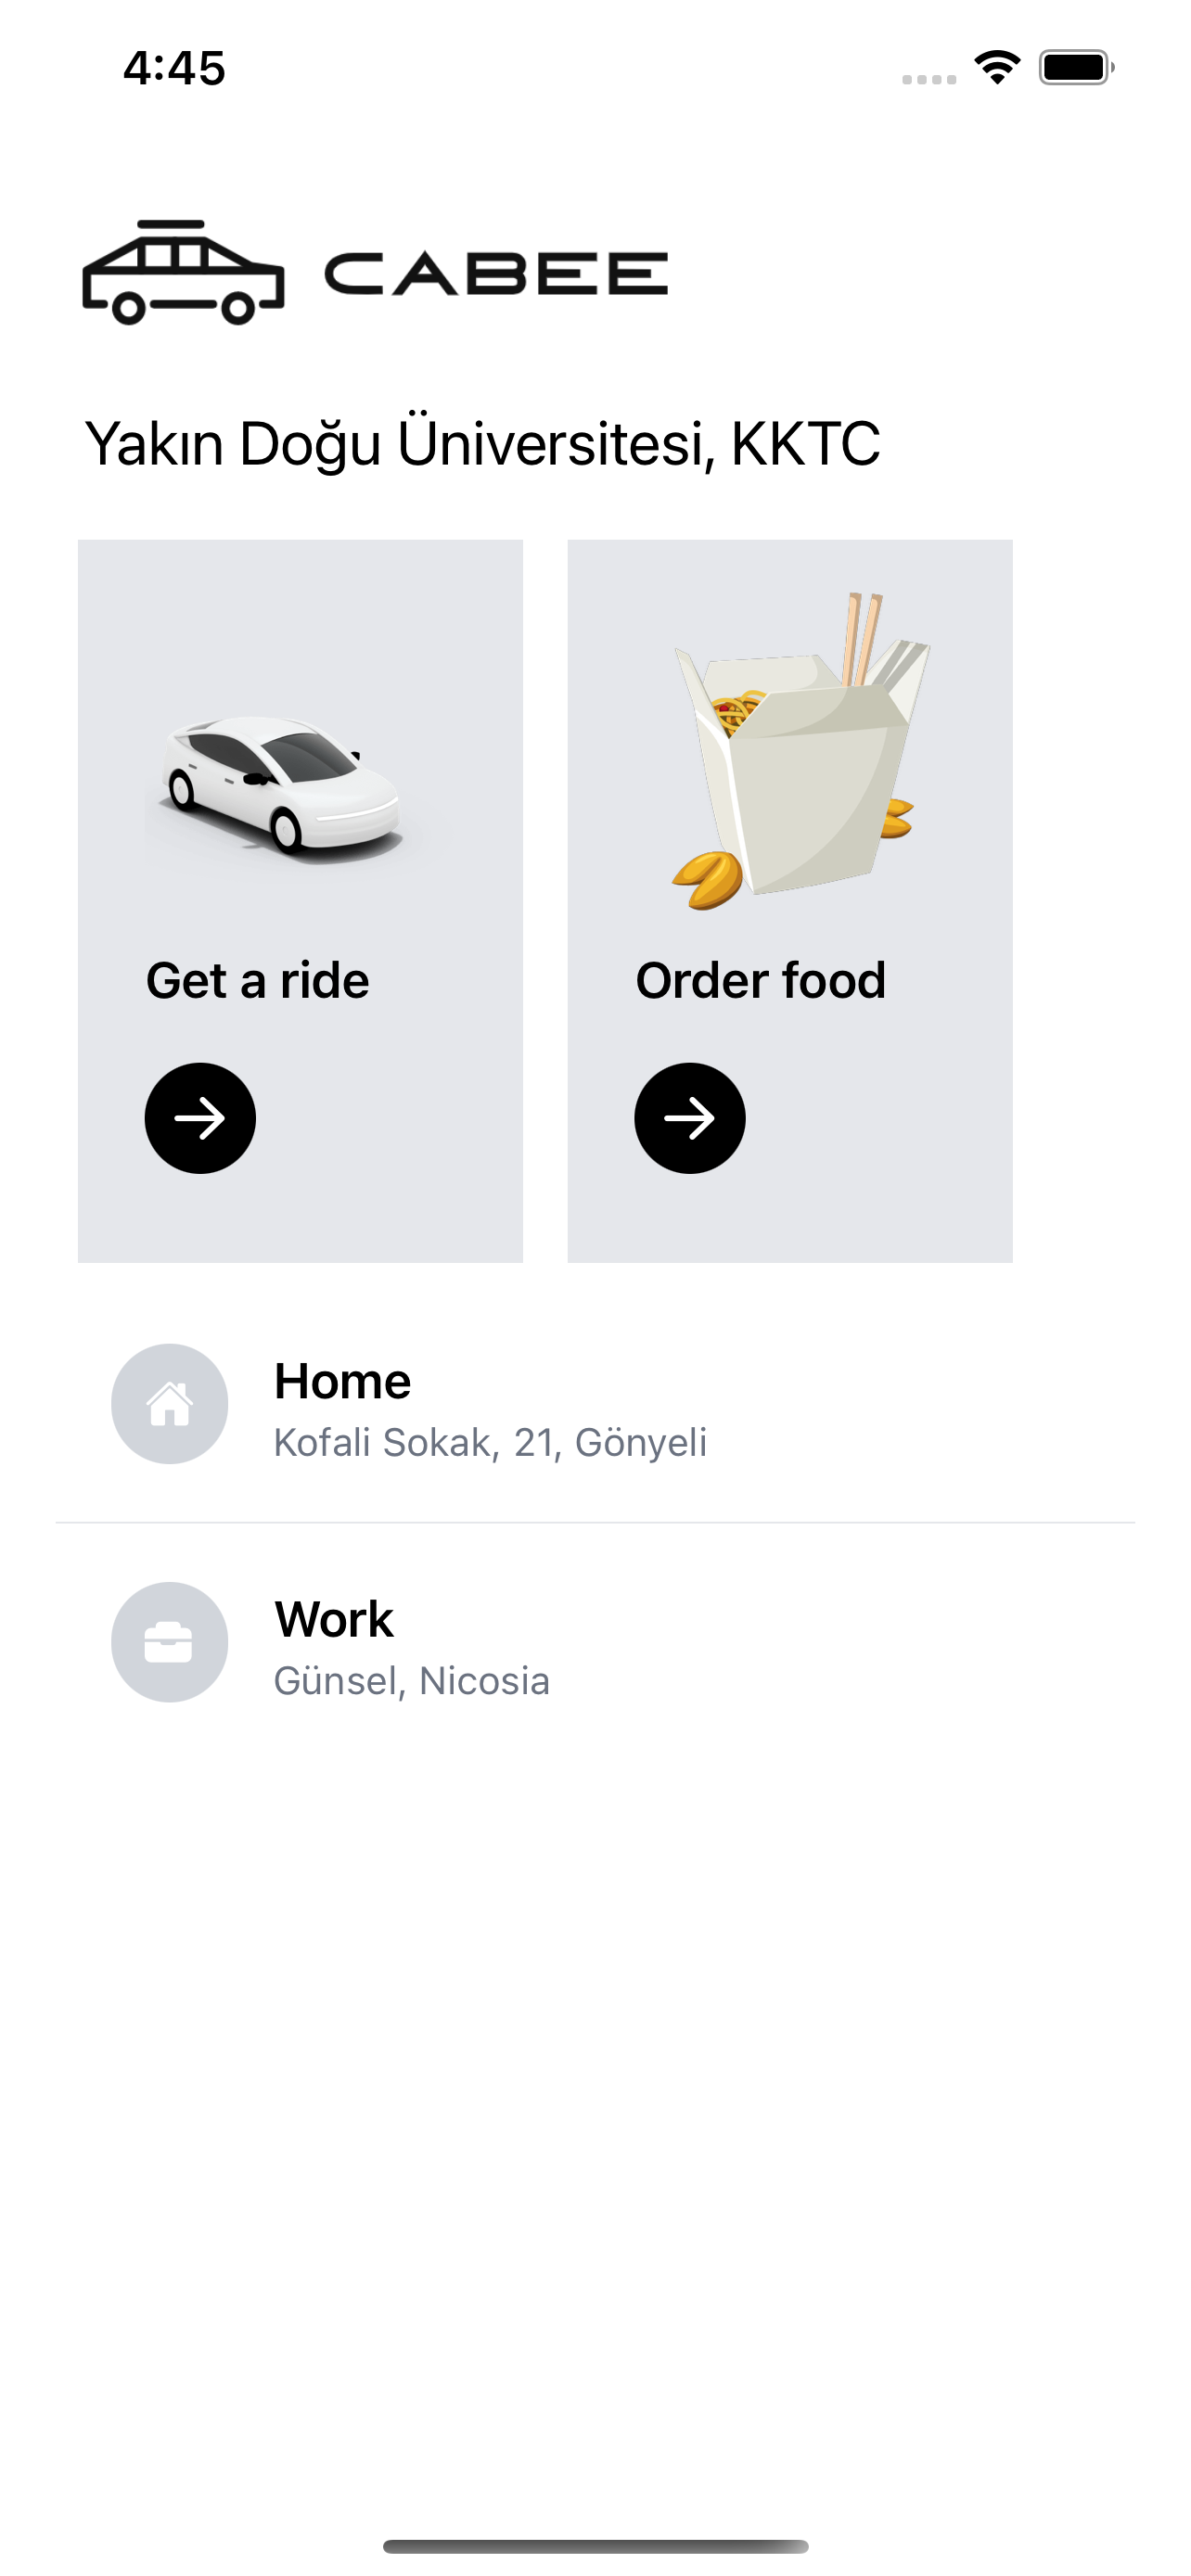 4:45
CABEE
Yakın Doğu Üniversitesi, KKTC
Get a ride
Order food
Home
Kofali Sokak, 21, Gönyeli
Work
Günsel, Nicosia